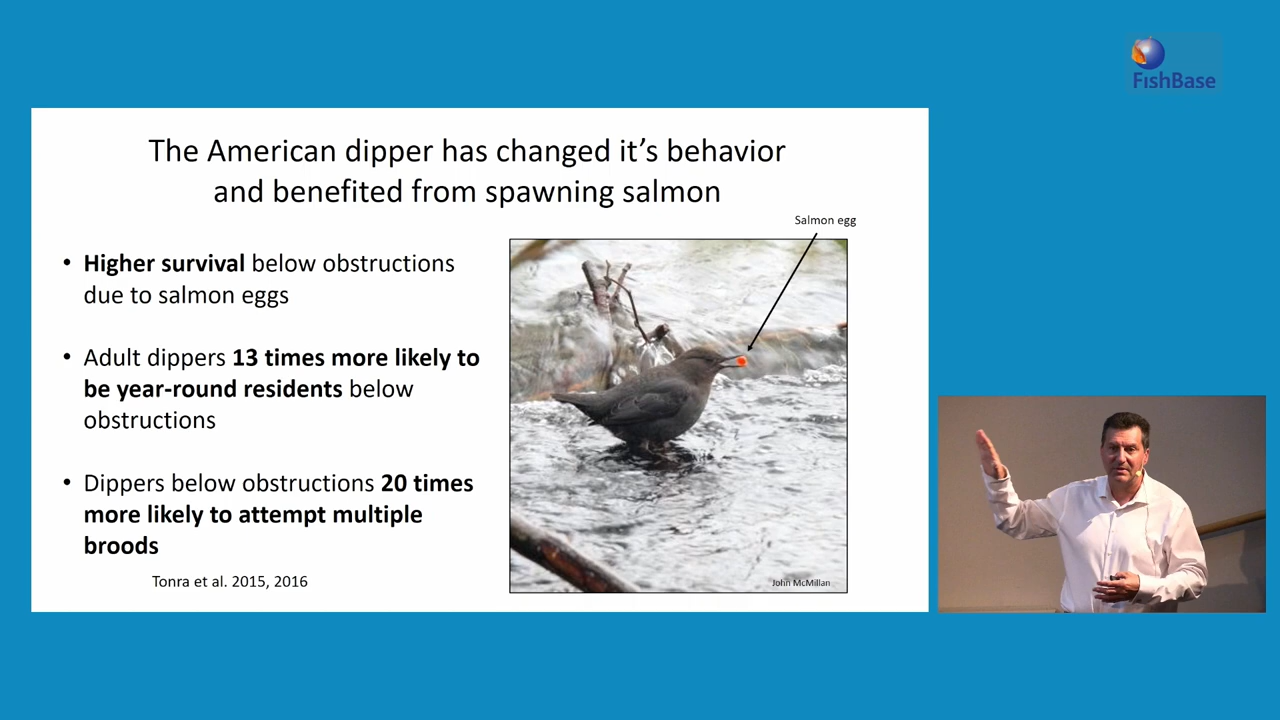 FishBase
The American dipper has changed it's behavior
and benefited from spawning salmon
Salmon egg
• Higher survival below obstructions
due to salmon eggs
• Adult dippers 13 times more likely to
be year-round residents below
obstructions
• Dippers below obstructions 20 times
more likely to attempt multiple
broods
Tonra et al. 2015, 2016
John McMillan